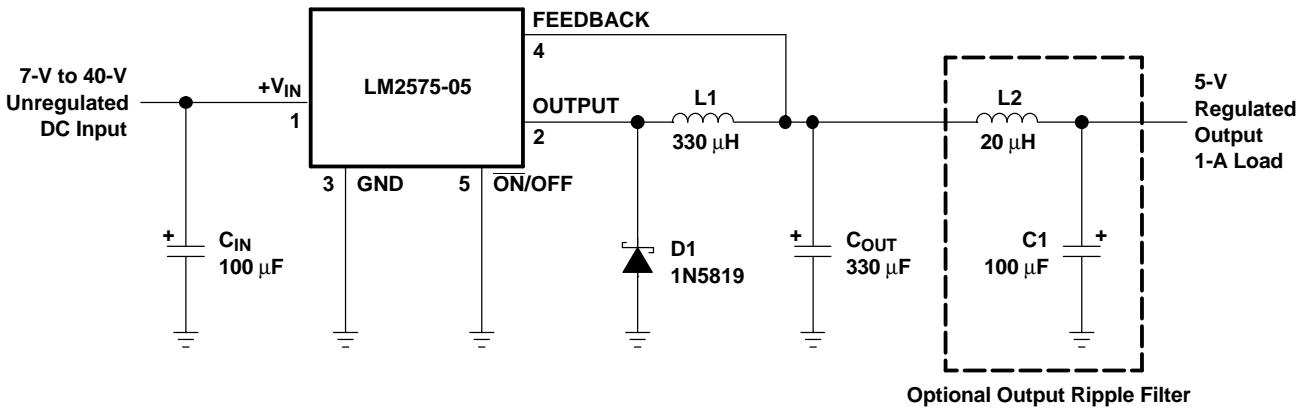 7-V to 40-V
Unregulated
DC Input
+VIN
1
LM2575-05
FEEDBACK
4
OUTPUT
2
3 GND
5 ON/OFF
L1
330 μH
L2
20 μH
5-V
Regulated
Output
1-A Load
+
CIN
100 μF
D1
1N5819
+
COUT
330 μF
C1
100 μF
+
Optional Output Ripple Filter